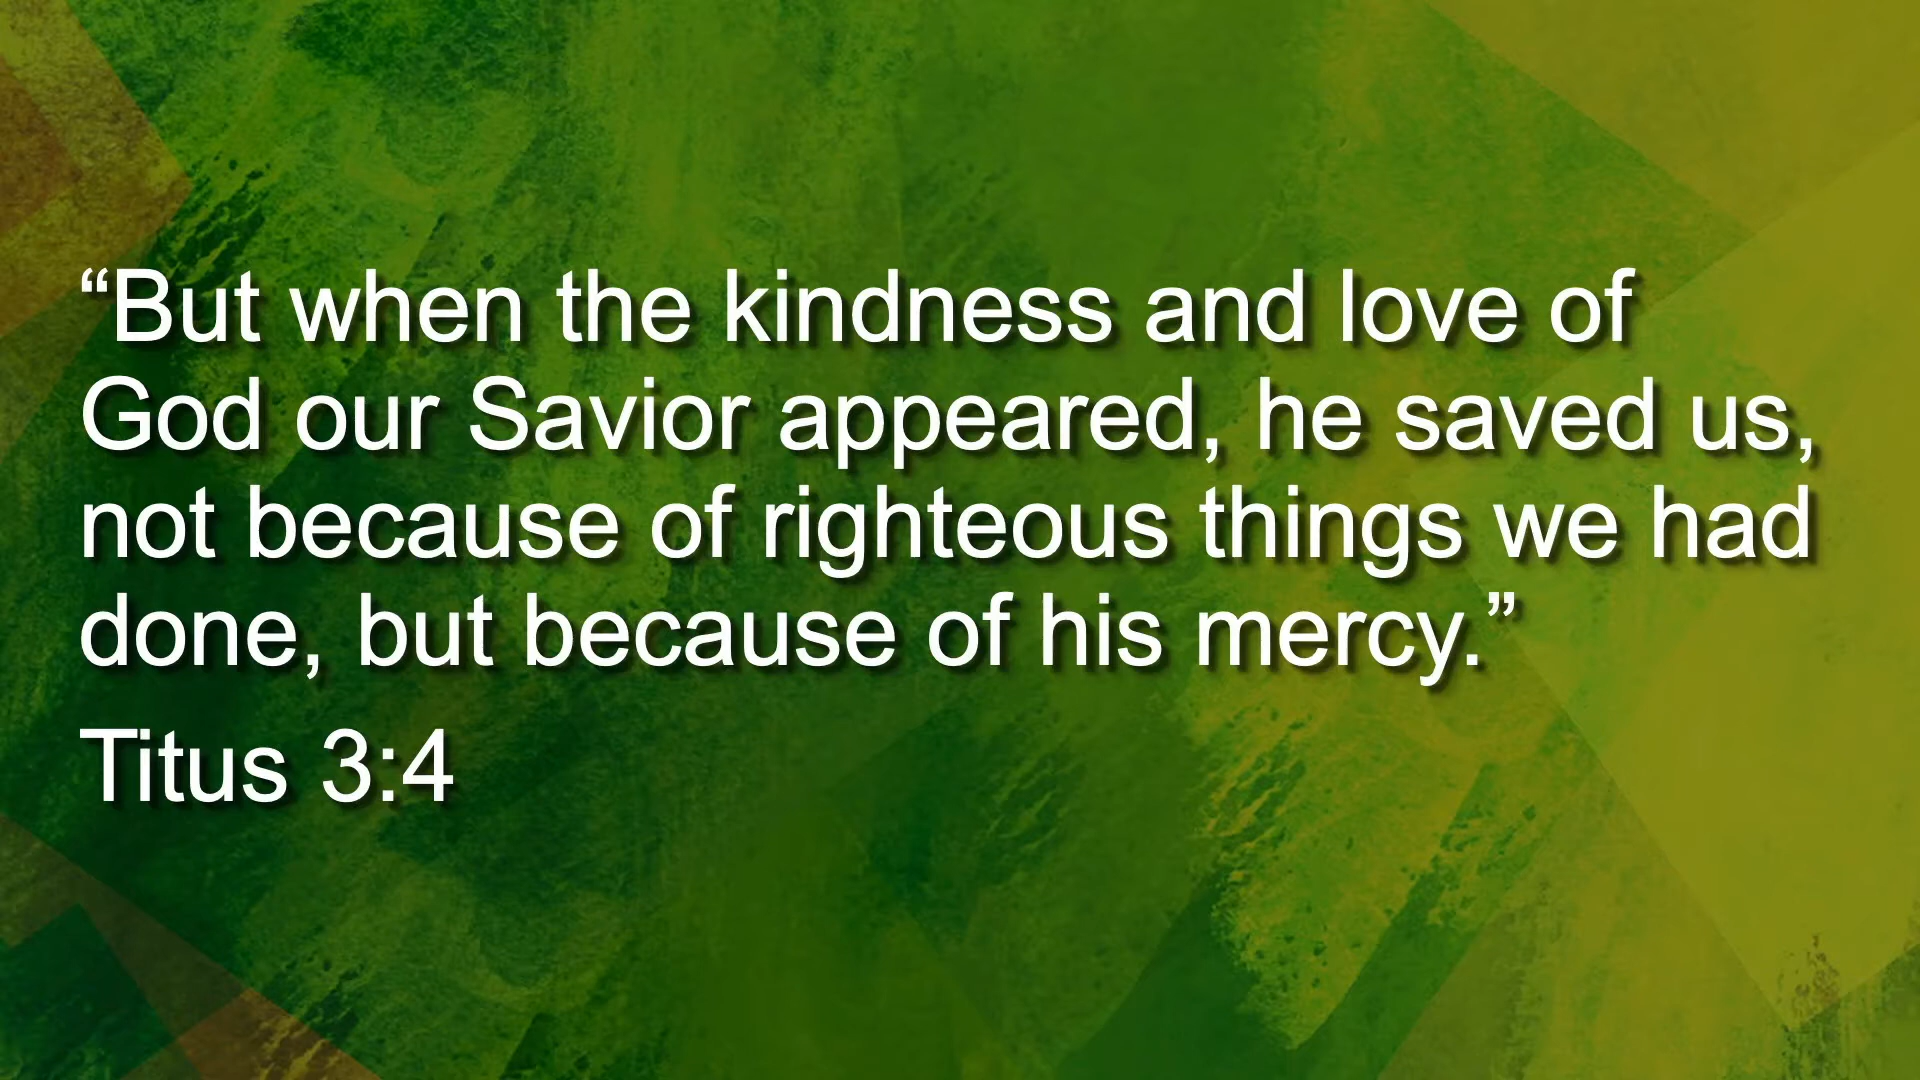 “But when the kindness and love of
God our Savior appeared, he saved us,
not because of righteous things we had
done, but because of his mercy.”
Titus 3:4